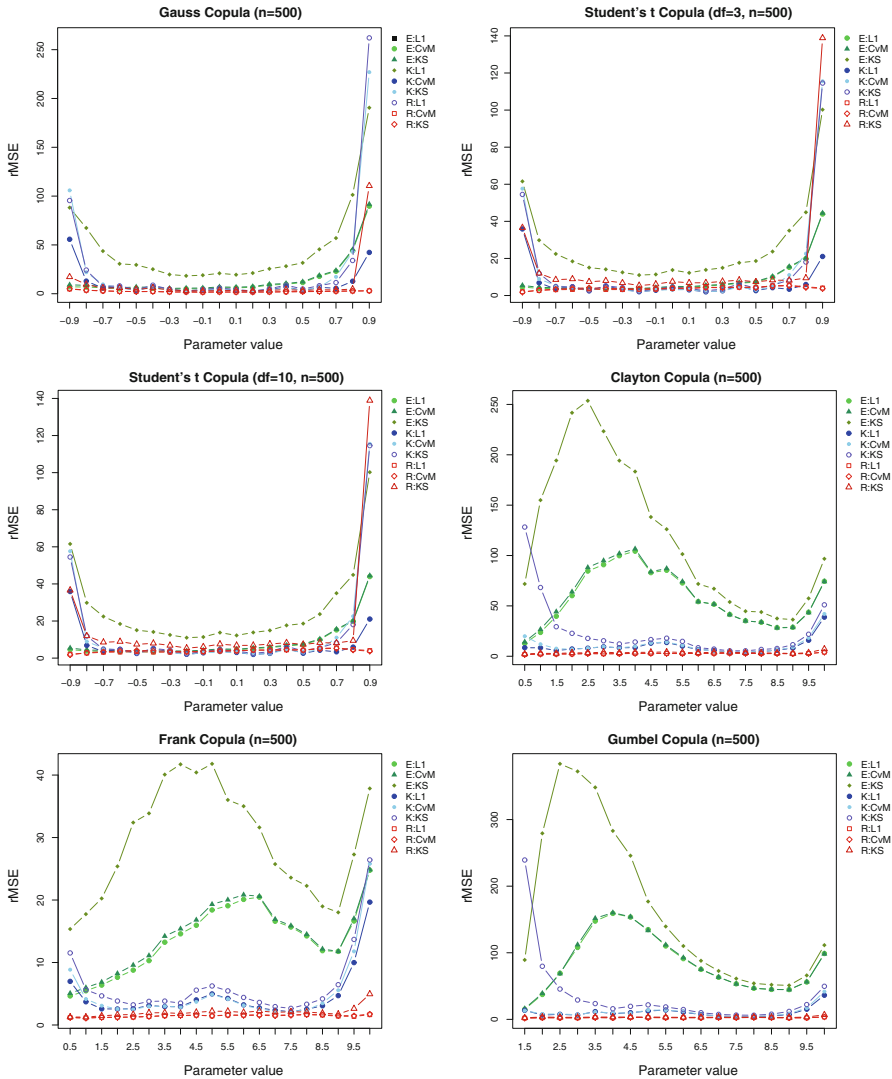 Gauss Copula (n=500)
rMSE
0 50 100 150 200 250
−0.9 −0.7 −0.5 −0.3 −0.1 0.1 0.3 0.5 0.7 0.9
Parameter value
E:L1
E:CvM
E:KS
K:L1
K:CvM
K:KS
R:L1
R:CvM
R:KS
Student's t Copula (df=3, n=500)
rMSE
0 20 40 60 80 100 120 140
−0.9 −0.7 −0.5 −0.3 −0.1 0.1 0.3 0.5 0.7 0.9
Parameter value
E:L1
E:CvM
E:KS
K:L1
K:CvM
K:KS
R:L1
R:CvM
R:KS
Student's t Copula (df=10, n=500)
rMSE
0 20 40 60 80 100 120 140
−0.9 −0.7 −0.5 −0.3 −0.1 0.1 0.3 0.5 0.7 0.9
Parameter value
E:L1
E:CvM
E:KS
K:L1
K:CvM
K:KS
R:L1
R:CvM
R:KS
Clayton Copula (n=500)
rMSE
0 50 100 150 200 250
0.5 1.5 2.5 3.5 4.5 5.5 6.5 7.5 8.5 9.5
Parameter value
E:L1
E:CvM
E:KS
K:L1
K:CvM
K:KS
R:L1
R:CvM
R:KS
Frank Copula (n=500)
rMSE
0 10 20 30 40
0.5 1.5 2.5 3.5 4.5 5.5 6.5 7.5 8.5 9.5
Parameter value
E:L1
E:CvM
E:KS
K:L1
K:CvM
K:KS
R:L1
R:CvM
R:KS
Gumbel Copula (n=500)
rMSE
0 100 200 300
1.5 2.5 3.5 4.5 5.5 6.5 7.5 8.5 9.5
Parameter value
E:L1
E:CvM
E:KS
K:L1
K:CvM
K:KS
R:L1
R:CvM
R:KS